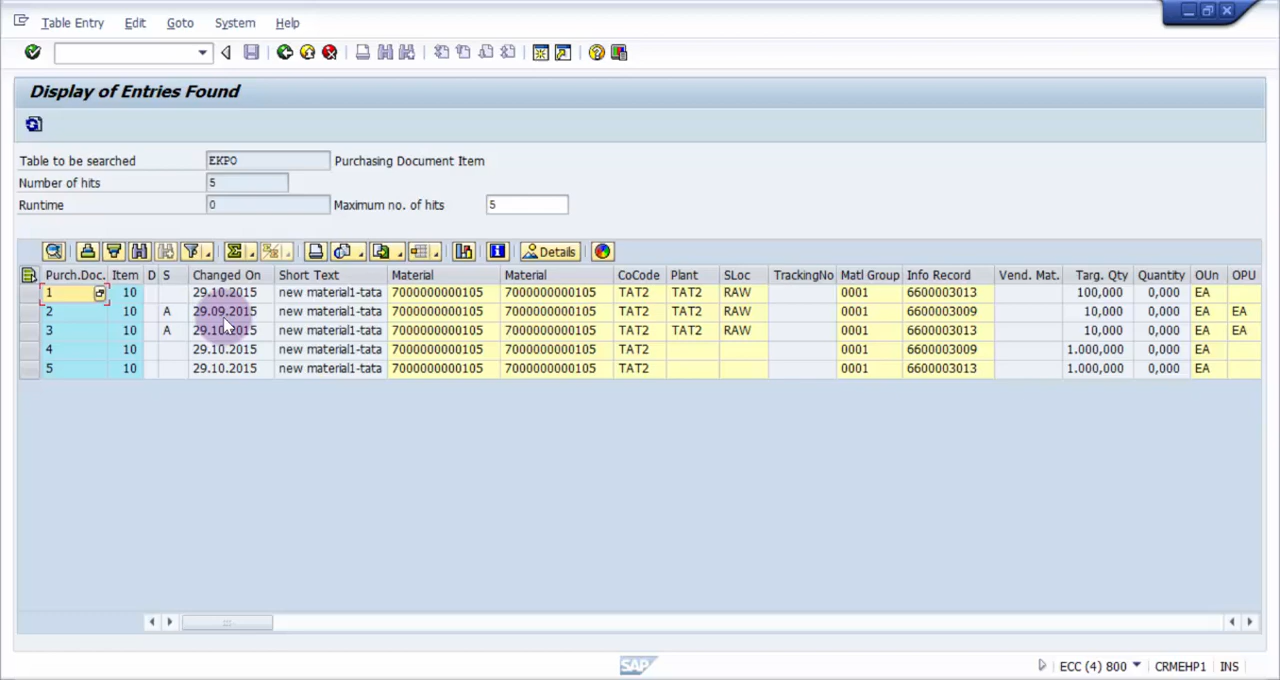 Table Entry Edit Goto System Help
Display of Entries Found
Table to be searched EKPO Purchasing Document Item
Number of hits 5
Runtime 0 Maximum no. of hits 5
Details
Purch.Doc. Item D S Changed On Short Text Material Material CoCode Plant SLoc TrackingNo Matl Group Info Record Vend. Mat. Targ. Qty Quantity OUn OPU
1 10 29.10.2015 new material1-tata 7000000000105 7000000000105 TAT2 TAT2 RAW 0001 6600003013 100,000 0,000 EA
2 10 A 29.09.2015 new material1-tata 7000000000105 7000000000105 TAT2 TAT2 RAW 0001 6600003009 10,000 0,000 EA EA
3 10 A 29.10.2015 new material1-tata 7000000000105 7000000000105 TAT2 TAT2 RAW 0001 6600003013 10,000 0,000 EA EA
4 10 29.10.2015 new material1-tata 7000000000105 7000000000105 TAT2 0001 6600003009 1.000,000 0,000 EA
5 10 29.10.2015 new material1-tata 7000000000105 7000000000105 TAT2 0001 6600003013 1.000,000 0,000 EA
SAP ECC (4) 800 CRMEHP1 INS